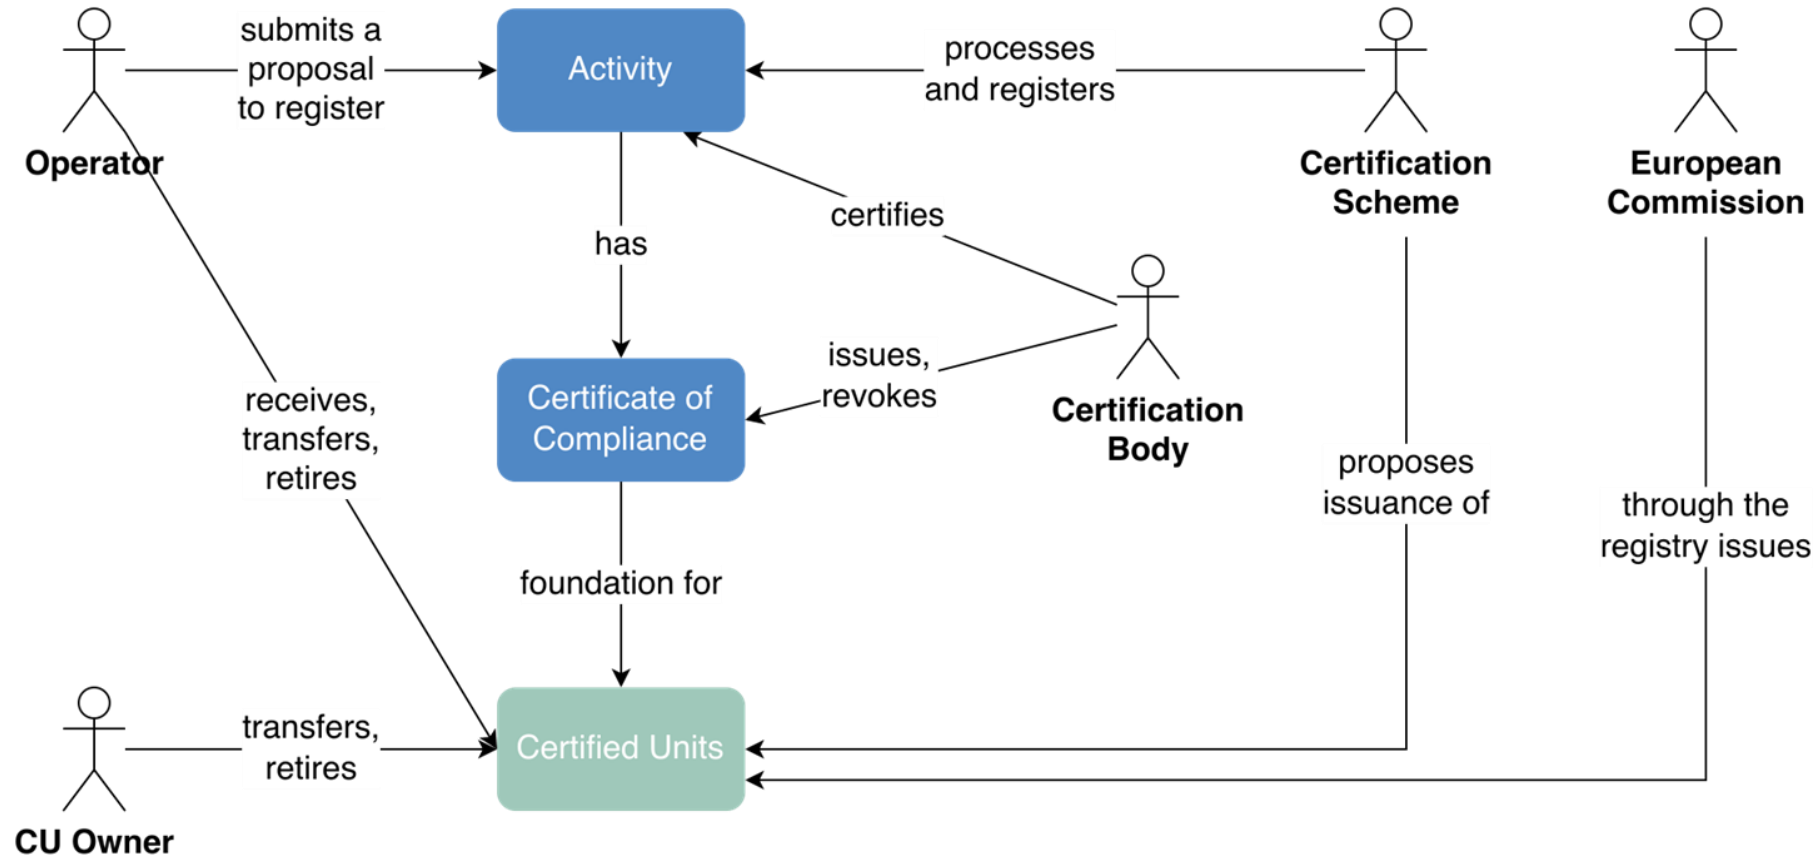 submits a
proposal
to register
Activity
processes
and registers
Operator
Certification
Scheme
European
Commission
certifies
has
issues,
revokes
Certificate of
Compliance
Certification
Body
receives,
transfers,
retires
proposes
issuance of
through the
registry issues
foundation for
transfers,
retires
Certified Units
CU Owner